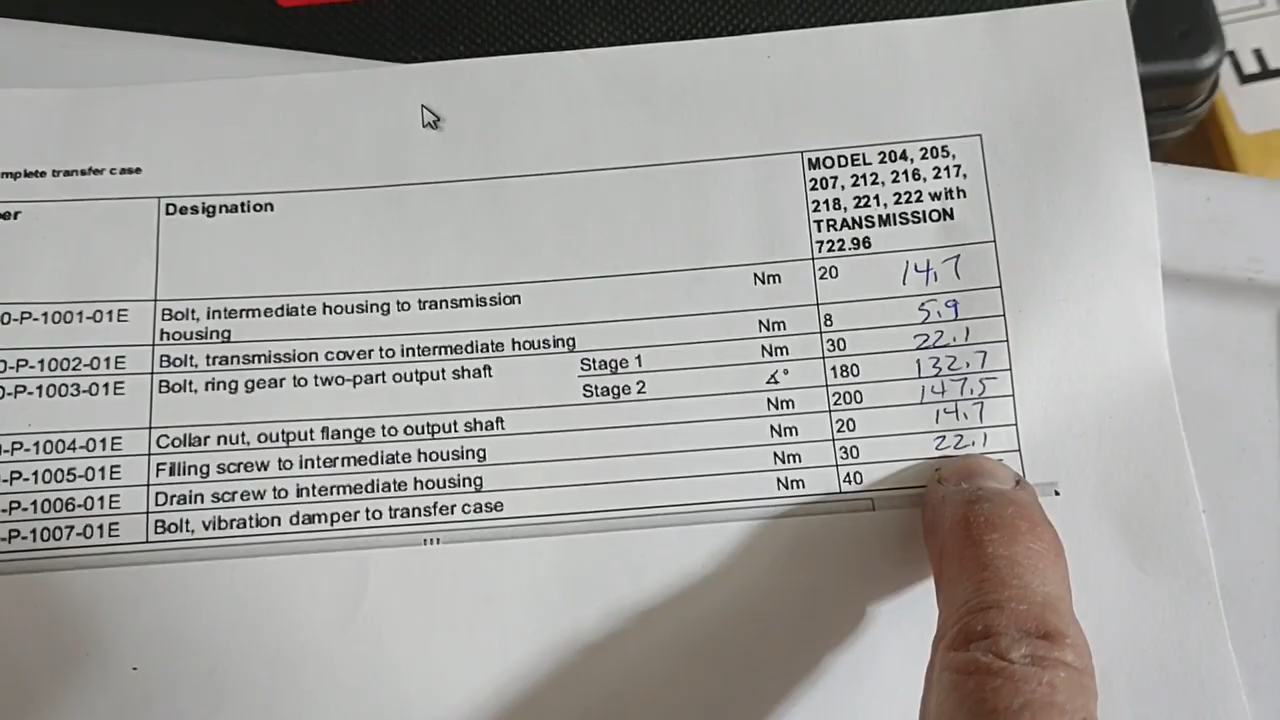 mplete transfer case
er
Designation
MODEL 204, 205,
207, 212, 216, 217,
218, 221, 222 with
TRANSMISSION
722.96
0-P-1001-01E Bolt, intermediate housing to transmission
housing Nm 20 14.7
0-P-1002-01E Bolt, transmission cover to intermediate housing Nm 8 5.9
0-P-1003-01E Bolt, ring gear to two-part output shaft Stage 1 Nm 30 22.1
Stage 2 ∡° 180 132.7
-P-1004-01E Collar nut, output flange to output shaft Nm 200 147.5
-P-1005-01E Filling screw to intermediate housing Nm 20 14.7
-P-1006-01E Drain screw to intermediate housing Nm 30 22.1
-P-1007-01E Bolt, vibration damper to transfer case Nm 40